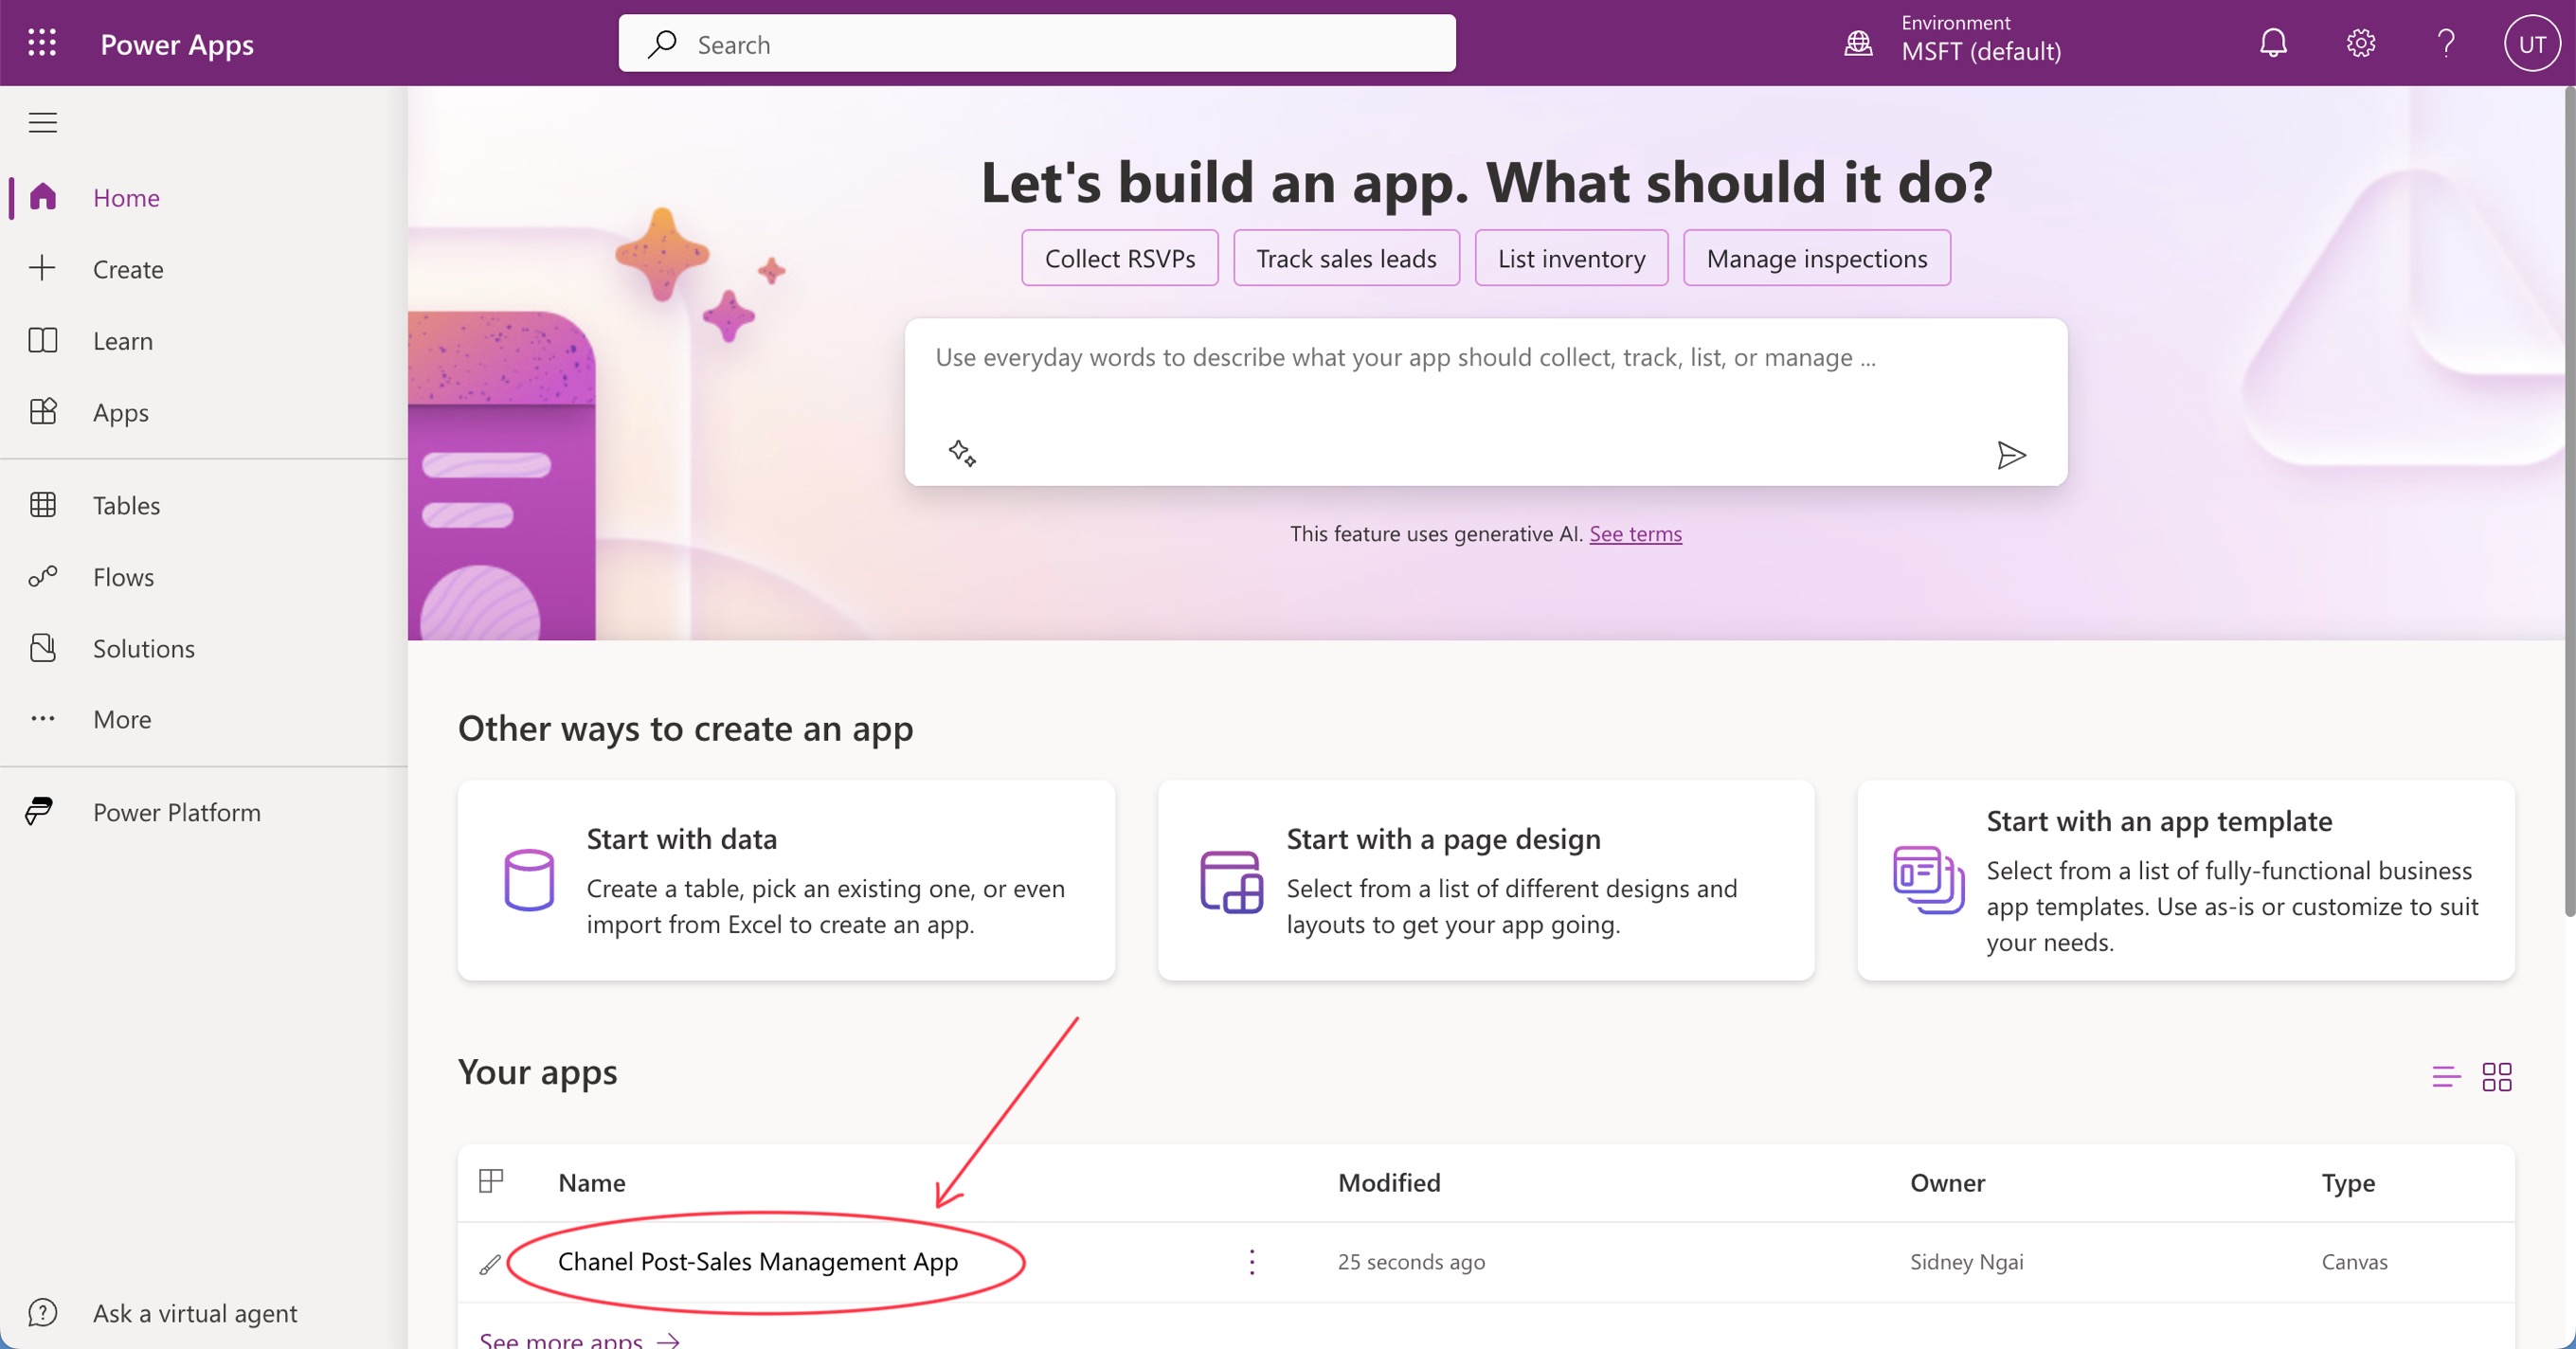 Power Apps
Search
Environment
MSFT (default)
UT
Home
Create
Learn
Apps
Tables
Flows
Solutions
More
Power Platform
Ask a virtual agent
Let's build an app. What should it do?
Collect RSVPs
Track sales leads
List inventory
Manage inspections
Use everyday words to describe what your app should collect, track, list, or manage ...
This feature uses generative AI. See terms
Other ways to create an app
Start with data
Create a table, pick an existing one, or even
import from Excel to create an app.
Start with a page design
Select from a list of different designs and
layouts to get your app going.
Start with an app template
Select from a list of fully-functional business
app templates. Use as-is or customize to suit
your needs.
Your apps
Name Modified Owner Type
Chanel Post-Sales Management App 25 seconds ago Sidney Ngai Canvas
See more apps